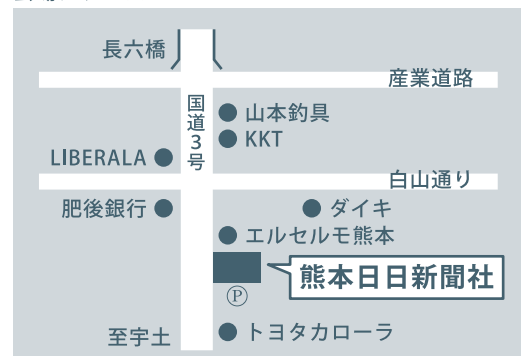 長六橋
産業道路
国道3号
山本釣具
KKT
LIBERALA
白山通り
肥後銀行
ダイキ
エルセルモ熊本
熊本日日新聞社
P
至宇土
トヨタカローラ